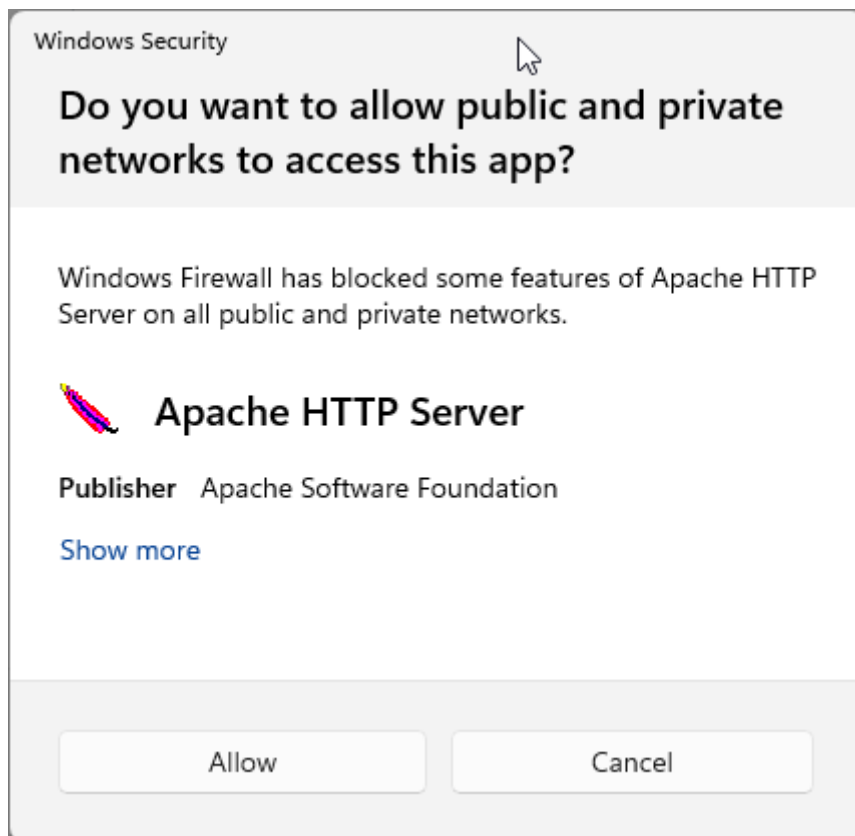 Windows Security
Do you want to allow public and private
networks to access this app?
Windows Firewall has blocked some features of Apache HTTP
Server on all public and private networks.
Apache HTTP Server
Publisher Apache Software Foundation
Show more
Allow
Cancel